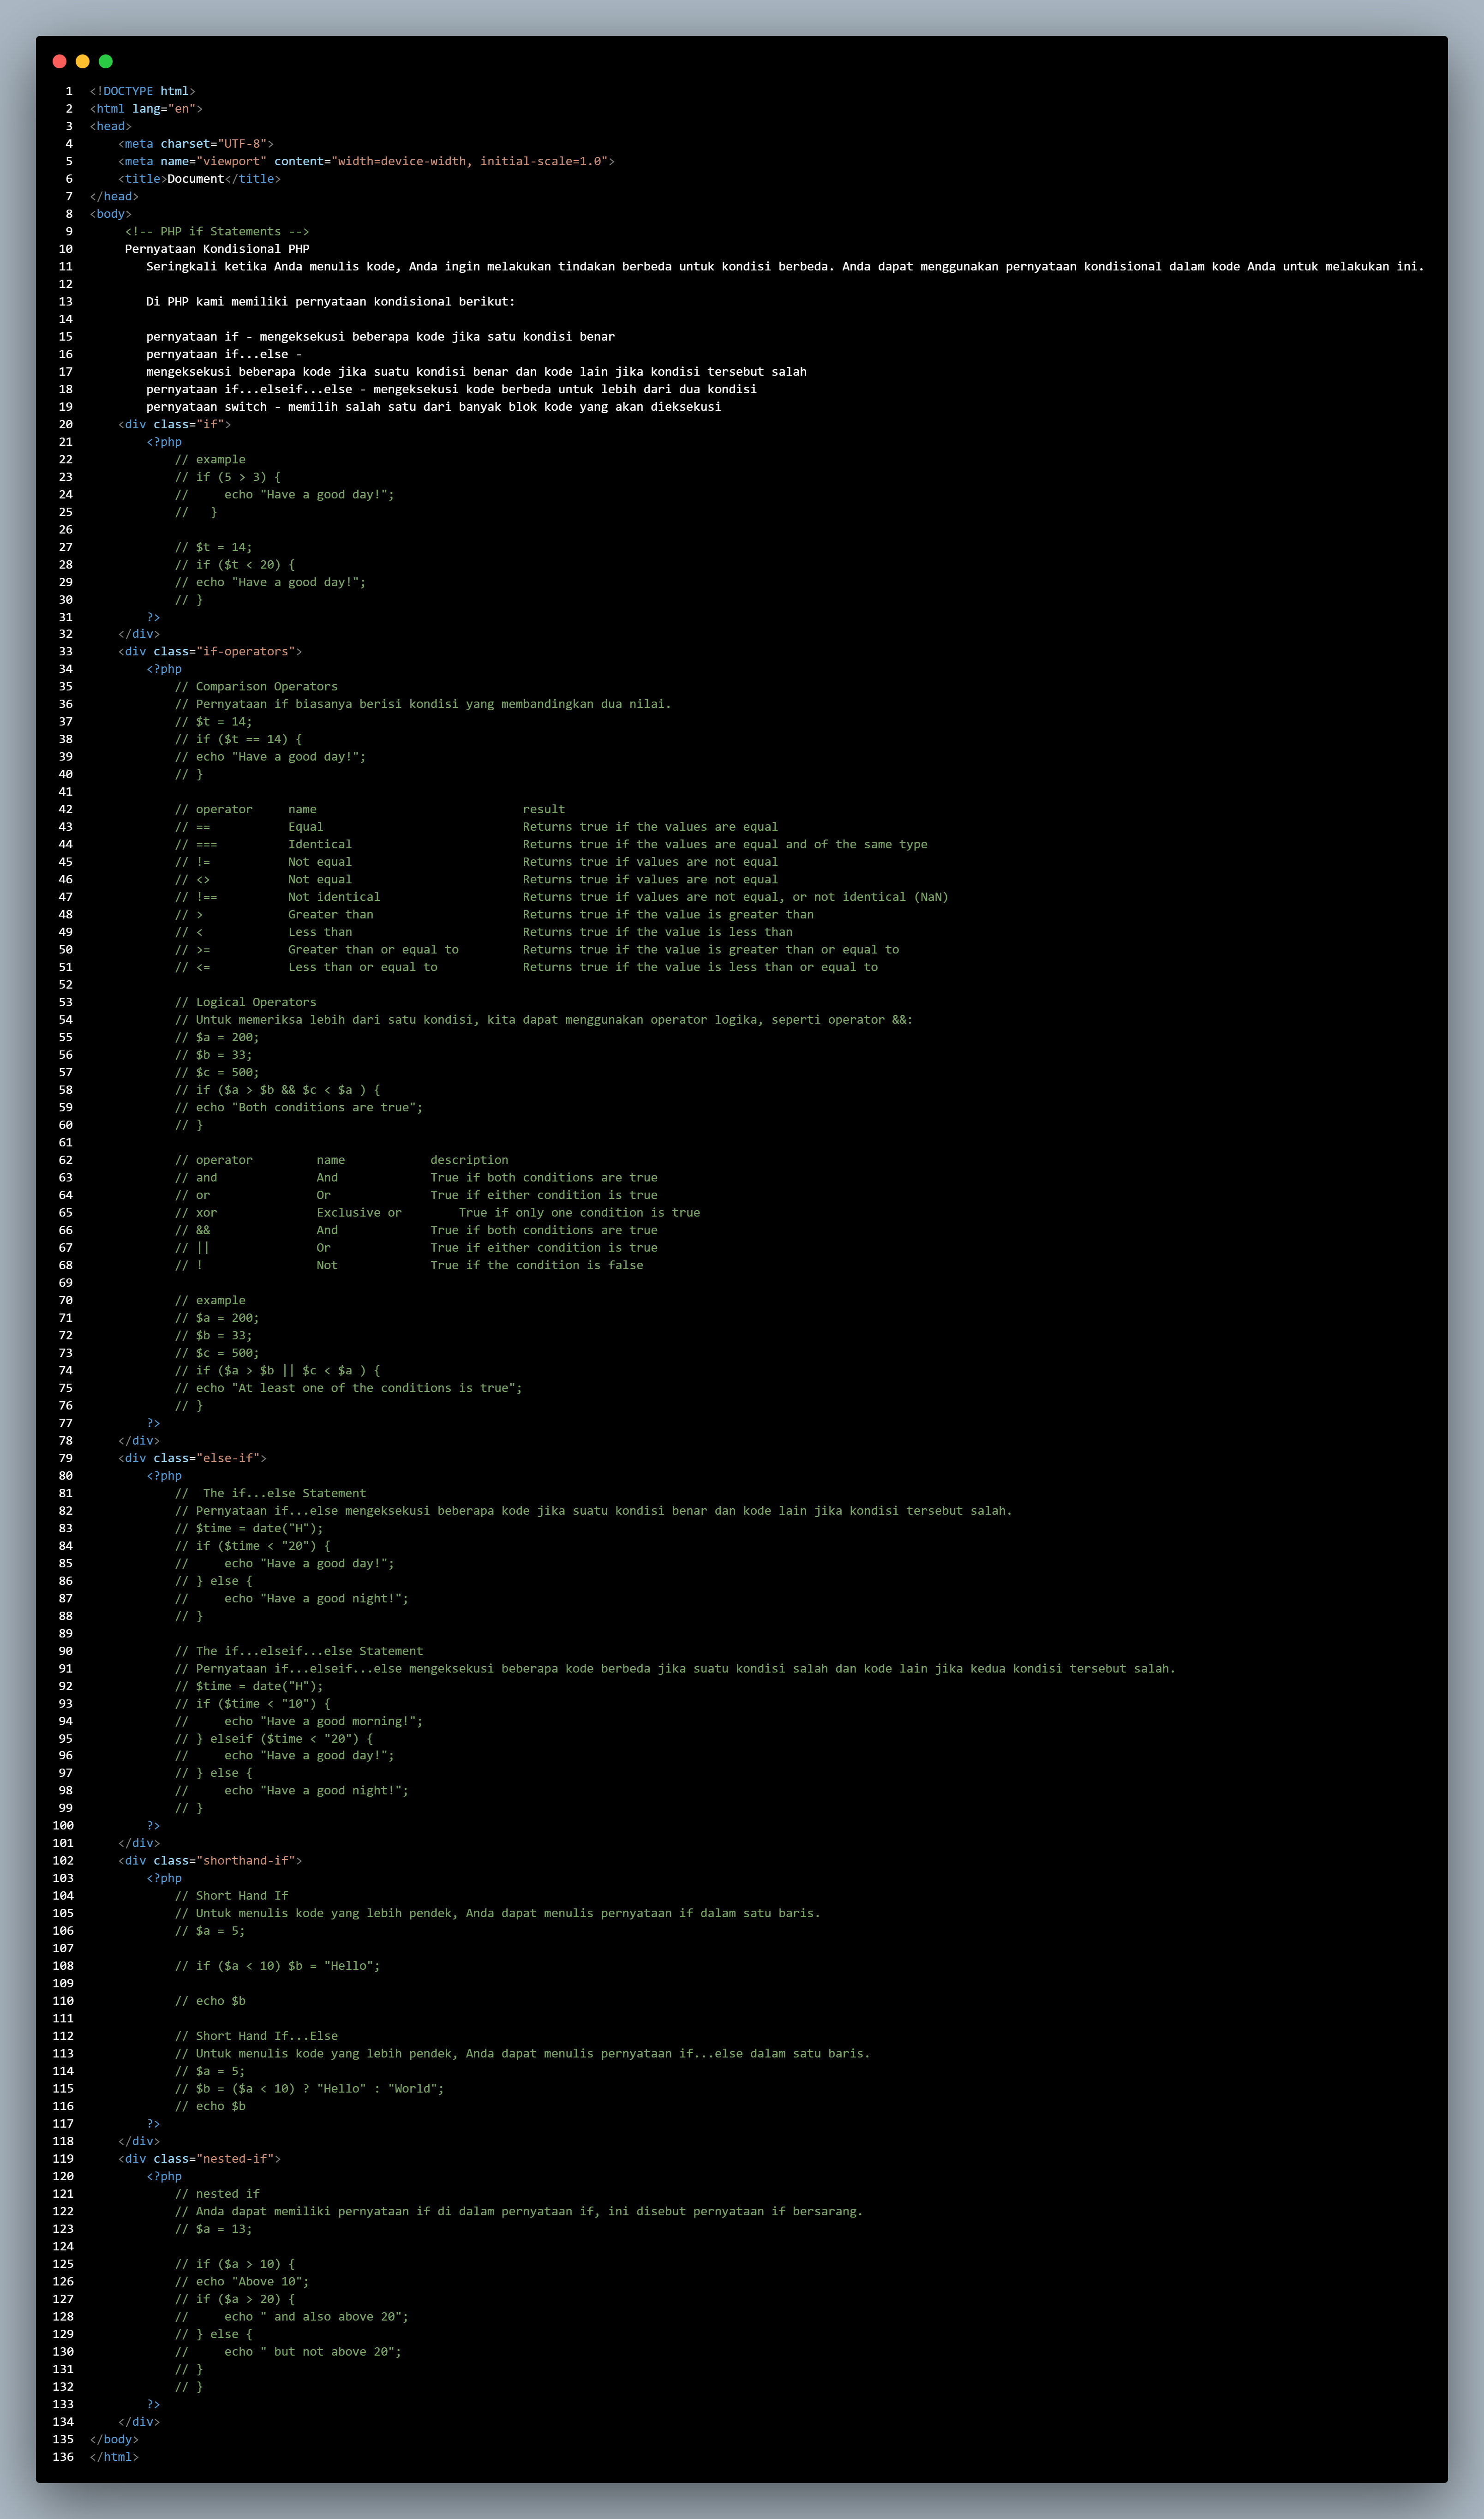 1 <!DOCTYPE html>
2 <html lang="en">
3 <head>
4     <meta charset="UTF-8">
5     <meta name="viewport" content="width=device-width, initial-scale=1.0">
6     <title>Document</title>
7 </head>
8 <body>
9      <!-- PHP if Statements -->
10      Pernyataan Kondisional PHP
11         Seringkali ketika Anda menulis kode, Anda ingin melakukan tindakan berbeda untuk kondisi berbeda. Anda dapat menggunakan pernyataan kondisional dalam kode Anda untuk melakukan ini.
12
13         Di PHP kami memiliki pernyataan kondisional berikut:
14
15         pernyataan if - mengeksekusi beberapa kode jika satu kondisi benar
16         pernyataan if...else -
17         mengeksekusi beberapa kode jika suatu kondisi benar dan kode lain jika kondisi tersebut salah
18         pernyataan if...elseif...else - mengeksekusi kode berbeda untuk lebih dari dua kondisi
19         pernyataan switch - memilih salah satu dari banyak blok kode yang akan dieksekusi
20     <div class="if">
21         <?php
22             // example
23             // if (5 > 3) {
24             //     echo "Have a good day!";
25             //   }
26
27             // $t = 14;
28             // if ($t < 20) {
29             // echo "Have a good day!";
30             // }
31         ?>
32     </div>
33     <div class="if-operators">
34         <?php
35             // Comparison Operators
36             // Pernyataan if biasanya berisi kondisi yang membandingkan dua nilai.
37             // $t = 14;
38             // if ($t == 14) {
39             // echo "Have a good day!";
40             // }
41
42             // operator     name                             result
43             // ==           Equal                            Returns true if the values are equal
44             // ===          Identical                        Returns true if the values are equal and of the same type
45             // !=           Not equal                        Returns true if values are not equal
46             // <>           Not equal                        Returns true if values are not equal
47             // !==          Not identical                    Returns true if values are not equal, or not identical (NaN)
48             // >            Greater than                     Returns true if the value is greater than
49             // <            Less than                        Returns true if the value is less than
50             // >=           Greater than or equal to         Returns true if the value is greater than or equal to
51             // <=           Less than or equal to            Returns true if the value is less than or equal to
52
53             // Logical Operators
54             // Untuk memeriksa lebih dari satu kondisi, kita dapat menggunakan operator logika, seperti operator &&:
55             // $a = 200;
56             // $b = 33;
57             // $c = 500;
58             // if ($a > $b && $c < $a ) {
59             // echo "Both conditions are true";
60             // }
61
62             // operator         name            description
63             // and              And             True if both conditions are true
64             // or               Or              True if either condition is true
65             // xor              Exclusive or        True if only one condition is true
66             // &&               And             True if both conditions are true
67             // ||               Or              True if either condition is true
68             // !                Not             True if the condition is false
69
70             // example
71             // $a = 200;
72             // $b = 33;
73             // $c = 500;
74             // if ($a > $b || $c < $a ) {
75             // echo "At least one of the conditions is true";
76             // }
77         ?>
78     </div>
79     <div class="else-if">
80         <?php
81             //  The if...else Statement
82             // Pernyataan if...else mengeksekusi beberapa kode jika suatu kondisi benar dan kode lain jika kondisi tersebut salah.
83             // $time = date("H");
84             // if ($time < "20") {
85             //     echo "Have a good day!";
86             // } else {
87             //     echo "Have a good night!";
88             // }
89
90             // The if...elseif...else Statement
91             // Pernyataan if...elseif...else mengeksekusi beberapa kode berbeda jika suatu kondisi salah dan kode lain jika kedua kondisi tersebut salah.
92             // $time = date("H");
93             // if ($time < "10") {
94             //     echo "Have a good morning!";
95             // } elseif ($time < "20") {
96             //     echo "Have a good day!";
97             // } else {
98             //     echo "Have a good night!";
99             // }
100         ?>
101     </div>
102     <div class="shorthand-if">
103         <?php
104             // Short Hand If
105             // Untuk menulis kode yang lebih pendek, Anda dapat menulis pernyataan if dalam satu baris.
106             // $a = 5;
107
108             // if ($a < 10) $b = "Hello";
109
110             // echo $b
111
112             // Short Hand If...Else
113             // Untuk menulis kode yang lebih pendek, Anda dapat menulis pernyataan if...else dalam satu baris.
114             // $a = 5;
115             // $b = ($a < 10) ? "Hello" : "World";
116             // echo $b
117         ?>
118     </div>
119     <div class="nested-if">
120         <?php
121             // nested if
122             // Anda dapat memiliki pernyataan if di dalam pernyataan if, ini disebut pernyataan if bersarang.
123             // $a = 13;
124
125             // if ($a > 10) {
126             // echo "Above 10";
127             // if ($a > 20) {
128             //     echo " and also above 20";
129             // } else {
130             //     echo " but not above 20";
131             // }
132             // }
133         ?>
134     </div>
135 </body>
136 </html>